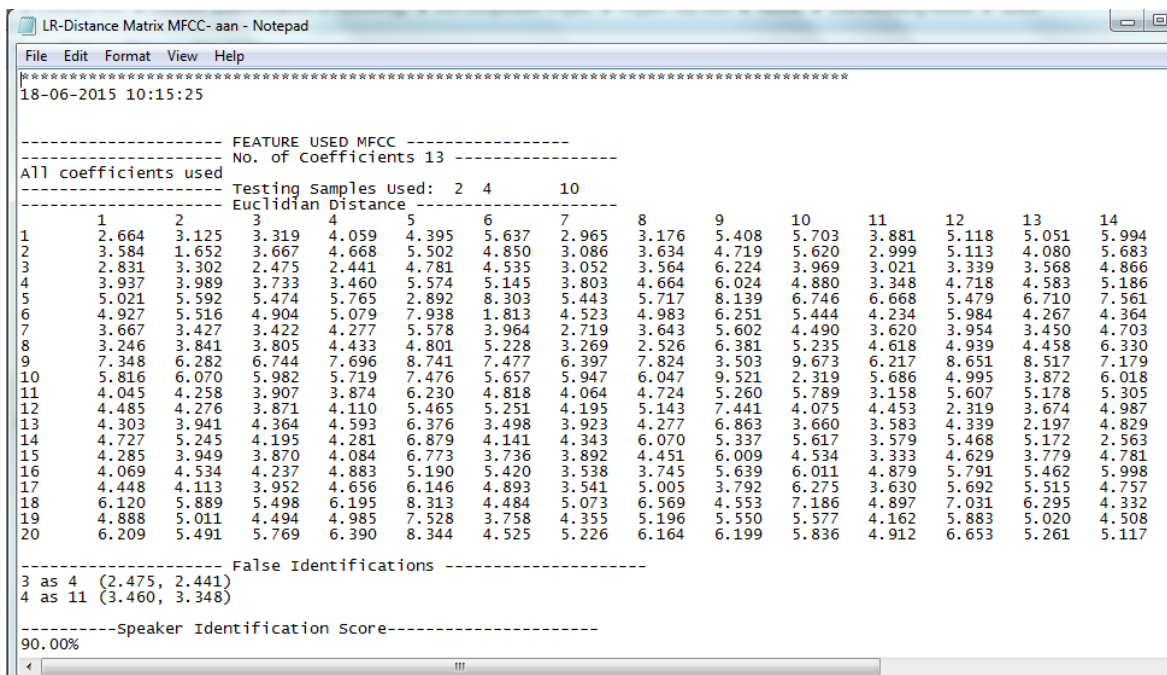 LR-Distance Matrix MFCC- aan - Notepad
File Edit Format View Help
**************************************************************************************
18-06-2015 10:15:25
--------------------- FEATURE USED MFCC -----------------
--------------------- No. of Coefficients 13 -----------------
All coefficients used
--------------------- Testing Samples Used: 2 4 10
--------------------- Euclidian Distance ---------------------
1 2 3 4 5 6 7 8 9 10 11 12 13 14
1 2.664 3.125 3.319 4.059 4.395 5.637 2.965 3.176 5.408 5.703 3.881 5.118 5.051 5.994
2 3.584 1.652 3.667 4.668 5.502 4.850 3.086 3.634 4.719 5.620 2.999 5.113 4.080 5.683
3 2.831 3.302 2.475 2.441 4.781 4.535 3.052 3.564 6.224 3.969 3.021 3.339 3.568 4.866
4 3.937 3.989 3.733 3.460 5.574 5.145 3.803 4.664 6.024 4.880 3.348 4.718 4.583 5.186
5 5.021 5.592 5.474 5.765 2.892 8.303 5.443 5.717 8.139 6.746 6.668 5.479 6.710 7.561
6 4.927 5.516 4.904 5.079 7.938 1.813 4.523 4.983 6.251 5.444 4.234 5.984 4.267 4.364
7 3.667 3.427 3.422 4.277 5.578 3.964 2.719 3.643 5.602 4.490 3.620 3.954 3.450 4.703
8 3.246 3.841 3.805 4.433 4.801 5.228 3.269 2.526 6.381 5.235 4.618 4.939 4.458 6.330
9 7.348 6.282 6.744 7.696 8.741 7.477 6.397 7.824 3.503 9.673 6.217 8.651 8.517 7.179
10 5.816 6.070 5.982 5.719 7.476 5.657 5.947 6.047 9.521 2.319 5.686 4.995 3.872 6.018
11 4.045 4.258 3.907 3.874 6.230 4.818 4.064 4.724 5.260 5.789 3.158 5.607 5.178 5.305
12 4.485 4.276 3.871 4.110 5.465 5.251 4.195 5.143 7.441 4.075 4.453 2.319 3.674 4.987
13 4.303 3.941 4.364 4.593 6.376 3.498 3.923 4.277 6.863 3.660 3.583 4.339 2.197 4.829
14 4.727 5.245 4.195 4.281 6.879 4.141 4.343 6.070 5.337 5.617 3.579 5.468 5.172 2.563
15 4.285 3.949 3.870 4.084 6.773 3.736 3.892 4.451 6.009 4.534 3.333 4.629 3.779 4.781
16 4.069 4.534 4.237 4.883 5.190 5.420 3.538 3.745 5.639 6.011 4.879 5.791 5.462 5.998
17 4.448 4.113 3.952 4.656 6.146 4.893 3.541 5.005 3.792 6.275 3.630 5.692 5.515 4.757
18 6.120 5.889 5.498 6.195 8.313 4.484 5.073 6.569 4.553 7.186 4.897 7.031 6.295 4.332
19 4.888 5.011 4.494 4.985 7.528 3.758 4.355 5.196 5.550 5.577 4.162 5.883 5.020 4.508
20 6.209 5.491 5.769 6.390 8.344 4.525 5.226 6.164 6.199 5.836 4.912 6.653 5.261 5.117
--------------------- False Identifications ---------------------
3 as 4 (2.475, 2.441)
4 as 11 (3.460, 3.348)
----------Speaker Identification Score----------------------
90.00%